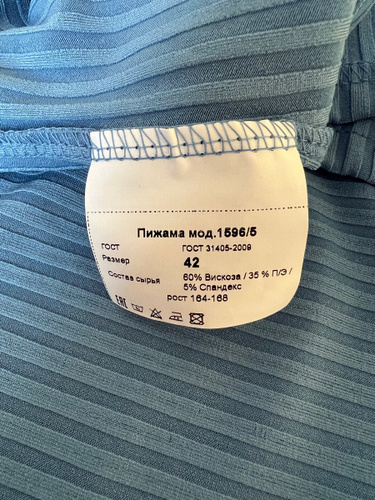 Пижама мод.1596/5
ГОСТ ГОСТ 31405-2009
Размер 42
Состав сырья 60% Вискоза / 35 % П/Э /
5% Спандекс
рост 164-168
EAC